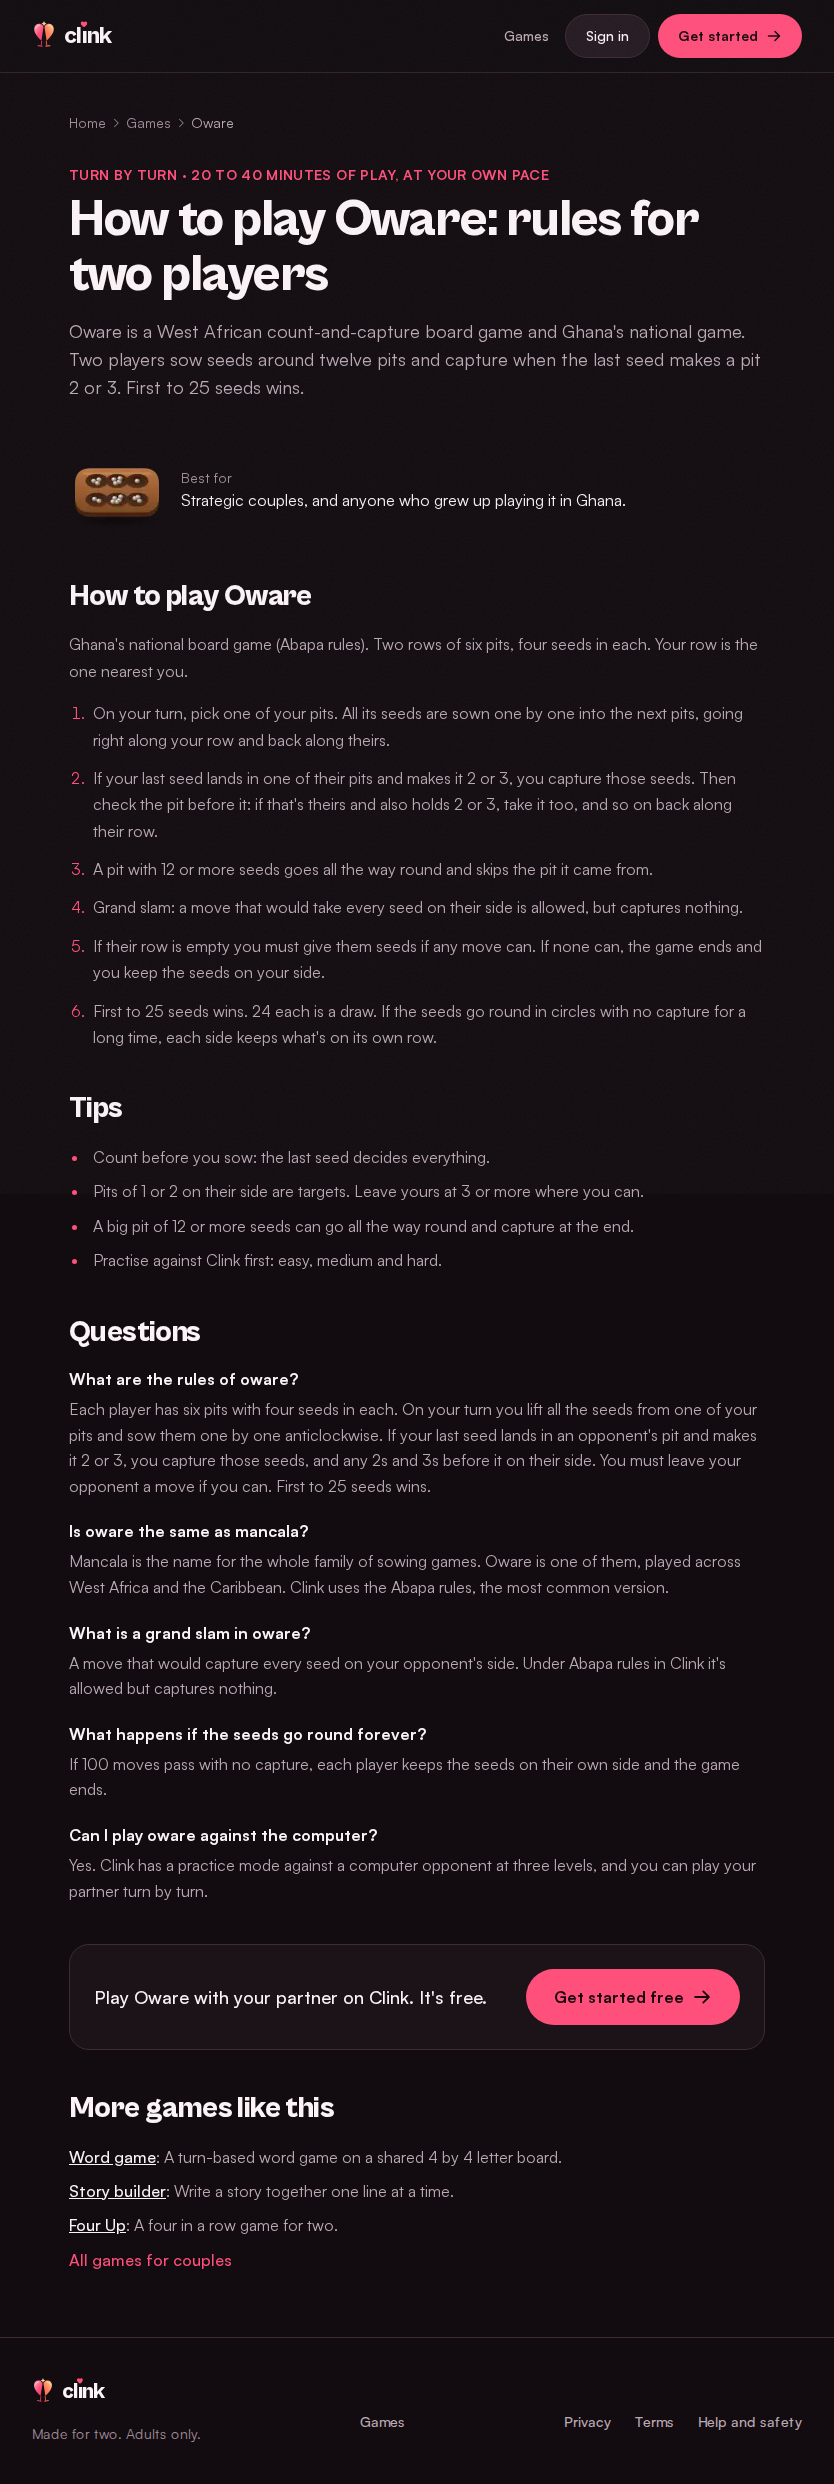 clink
Games
Sign in
Get started →
Home > Games > Oware
TURN BY TURN · 20 TO 40 MINUTES OF PLAY, AT YOUR OWN PACE
How to play Oware: rules for
two players
Oware is a West African count-and-capture board game and Ghana's national game.
Two players sow seeds around twelve pits and capture when the last seed makes a pit
2 or 3. First to 25 seeds wins.
Best for
Strategic couples, and anyone who grew up playing it in Ghana.
How to play Oware
Ghana's national board game (Abapa rules). Two rows of six pits, four seeds in each. Your row is the
one nearest you.
1. On your turn, pick one of your pits. All its seeds are sown one by one into the next pits, going
right along your row and back along theirs.
2. If your last seed lands in one of their pits and makes it 2 or 3, you capture those seeds. Then
check the pit before it: if that's theirs and also holds 2 or 3, take it too, and so on back along
their row.
3. A pit with 12 or more seeds goes all the way round and skips the pit it came from.
4. Grand slam: a move that would take every seed on their side is allowed, but captures nothing.
5. If their row is empty you must give them seeds if any move can. If none can, the game ends and
you keep the seeds on your side.
6. First to 25 seeds wins. 24 each is a draw. If the seeds go round in circles with no capture for a
long time, each side keeps what's on its own row.
Tips
• Count before you sow: the last seed decides everything.
• Pits of 1 or 2 on their side are targets. Leave yours at 3 or more where you can.
• A big pit of 12 or more seeds can go all the way round and capture at the end.
• Practise against Clink first: easy, medium and hard.
Questions
What are the rules of oware?
Each player has six pits with four seeds in each. On your turn you lift all the seeds from one of your
pits and sow them one by one anticlockwise. If your last seed lands in an opponent's pit and makes
it 2 or 3, you capture those seeds, and any 2s and 3s before it on their side. You must leave your
opponent a move if you can. First to 25 seeds wins.
Is oware the same as mancala?
Mancala is the name for the whole family of sowing games. Oware is one of them, played across
West Africa and the Caribbean. Clink uses the Abapa rules, the most common version.
What is a grand slam in oware?
A move that would capture every seed on your opponent's side. Under Abapa rules in Clink it's
allowed but captures nothing.
What happens if the seeds go round forever?
If 100 moves pass with no capture, each player keeps the seeds on their own side and the game
ends.
Can I play oware against the computer?
Yes. Clink has a practice mode against a computer opponent at three levels, and you can play your
partner turn by turn.
Play Oware with your partner on Clink. It's free.
Get started free →
More games like this
Word game: A turn-based word game on a shared 4 by 4 letter board.
Story builder: Write a story together one line at a time.
Four Up: A four in a row game for two.
All games for couples
clink
Made for two. Adults only.
Games
Privacy
Terms
Help and safety